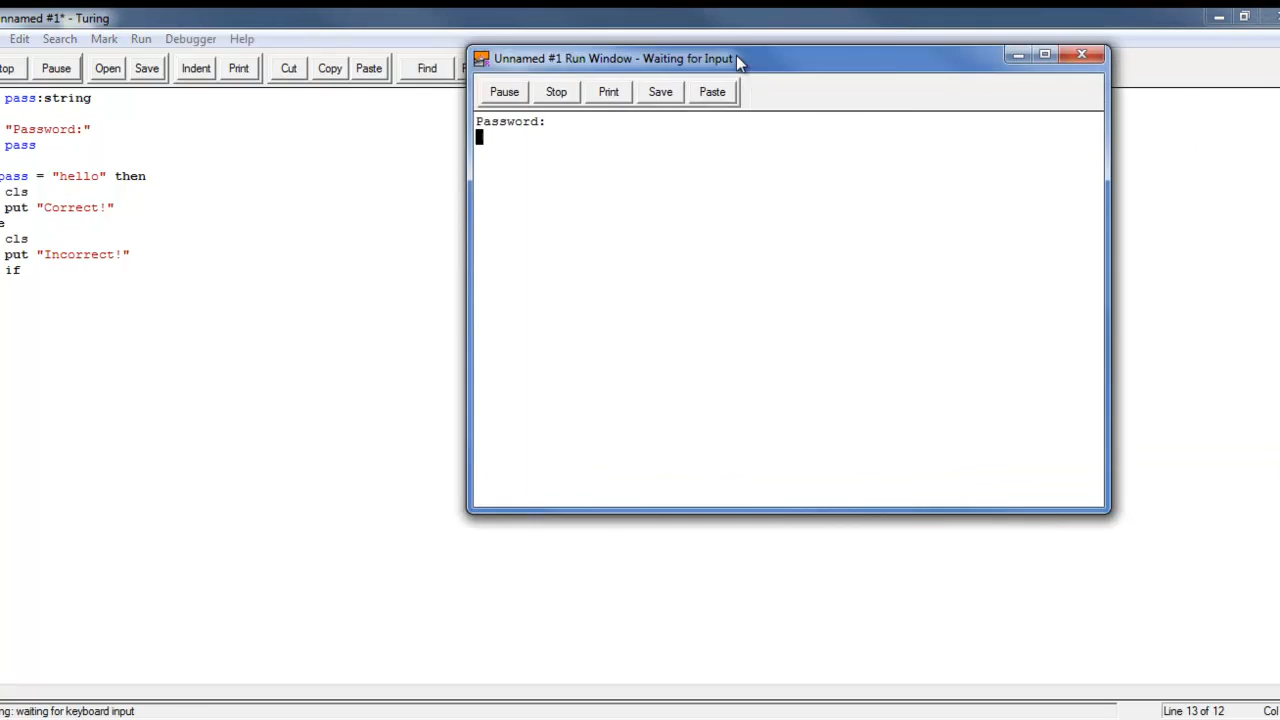 nnamed #1* - Turing
Edit Search Mark Run Debugger Help
top Pause Open Save Indent Print Cut Copy Paste Find
pass:string
"Password:"
pass
pass = "hello" then
cls
put "Correct!"
e
cls
put "Incorrect!"
if
Unnamed #1 Run Window - Waiting for Input
Pause Stop Print Save Paste
Password:
ng: waiting for keyboard input
Line 13 of 12 Col